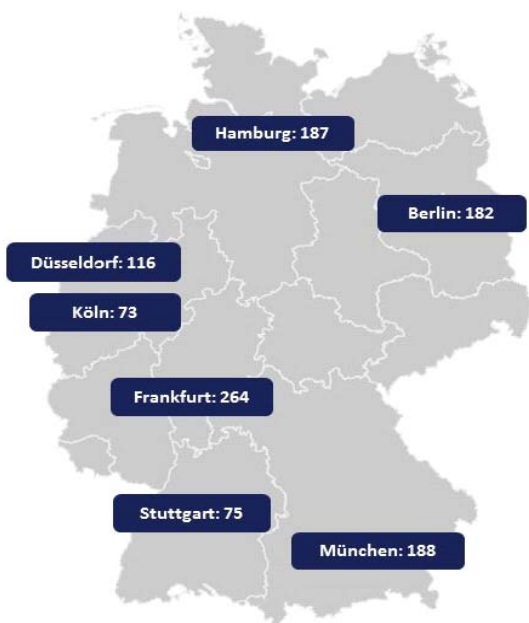 Hamburg: 187
Berlin: 182
Düsseldorf: 116
Köln: 73
Frankfurt: 264
Stuttgart: 75
München: 188